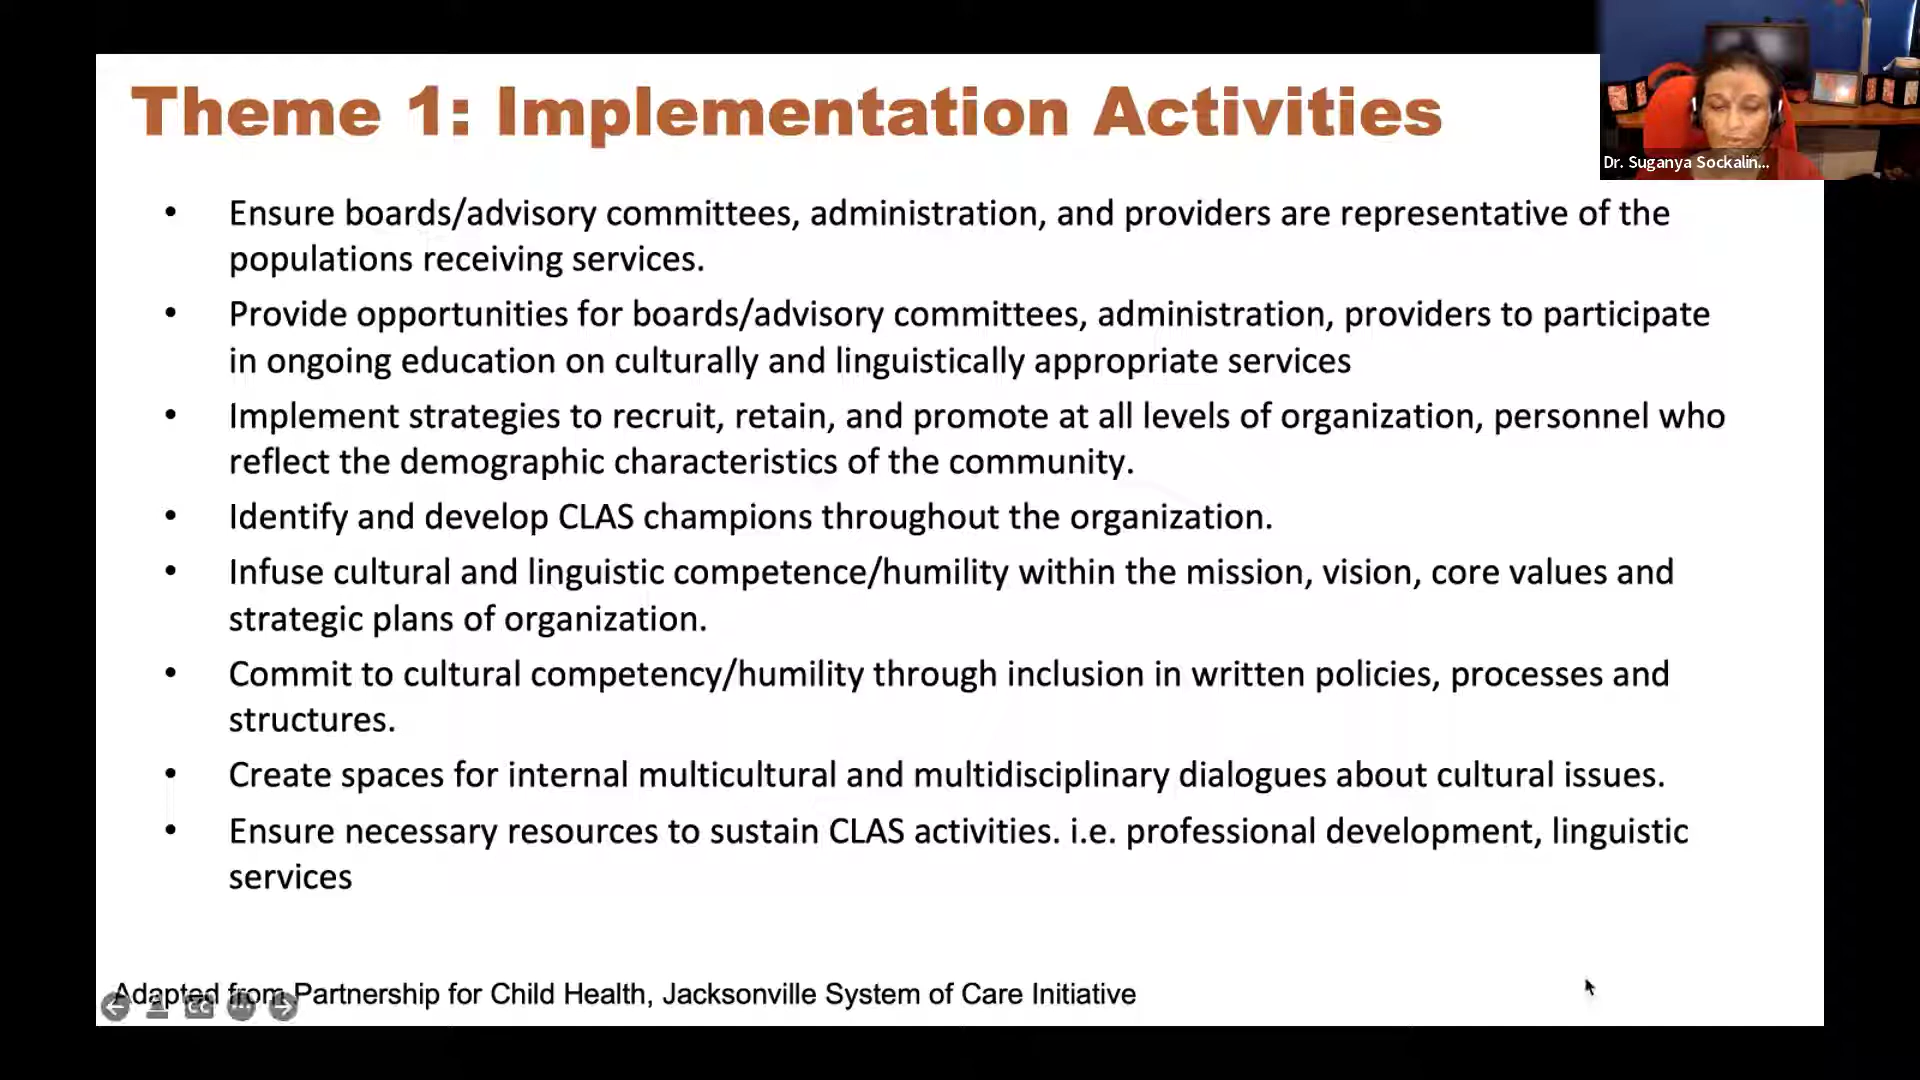 Theme 1: Implementation Activities
Dr. Suganya Sockalin...
• Ensure boards/advisory committees, administration, and providers are representative of the
populations receiving services.
• Provide opportunities for boards/advisory committees, administration, providers to participate
in ongoing education on culturally and linguistically appropriate services
• Implement strategies to recruit, retain, and promote at all levels of organization, personnel who
reflect the demographic characteristics of the community.
• Identify and develop CLAS champions throughout the organization.
• Infuse cultural and linguistic competence/humility within the mission, vision, core values and
strategic plans of organization.
• Commit to cultural competency/humility through inclusion in written policies, processes and
structures.
• Create spaces for internal multicultural and multidisciplinary dialogues about cultural issues.
• Ensure necessary resources to sustain CLAS activities. i.e. professional development, linguistic
services
Adapted from Partnership for Child Health, Jacksonville System of Care Initiative
CC